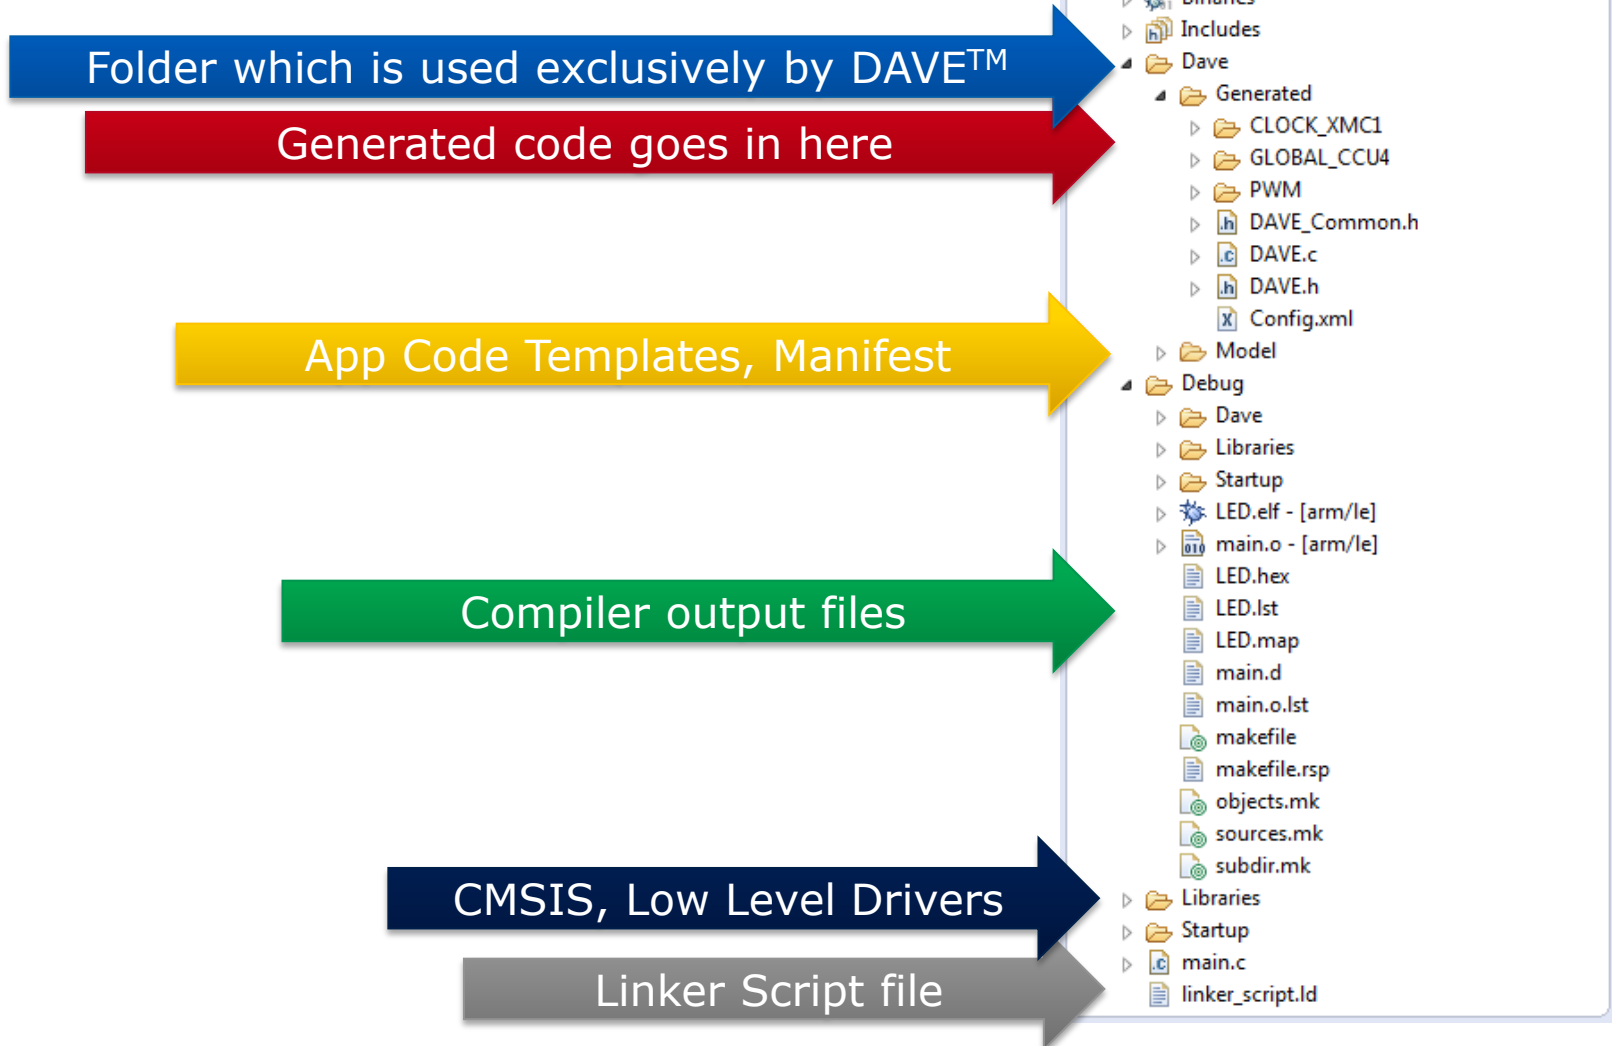 Binaries
Includes
Folder which is used exclusively by DAVE™
Dave
Generated
Generated code goes in here
CLOCK_XMC1
GLOBAL_CCU4
PWM
DAVE_Common.h
DAVE.c
DAVE.h
Config.xml
App Code Templates, Manifest
Model
Debug
Dave
Libraries
Startup
LED.elf - [arm/le]
main.o - [arm/le]
LED.hex
Compiler output files
LED.lst
LED.map
main.d
main.o.lst
makefile
makefile.rsp
objects.mk
sources.mk
subdir.mk
CMSIS, Low Level Drivers
Libraries
Startup
main.c
Linker Script file
linker_script.ld